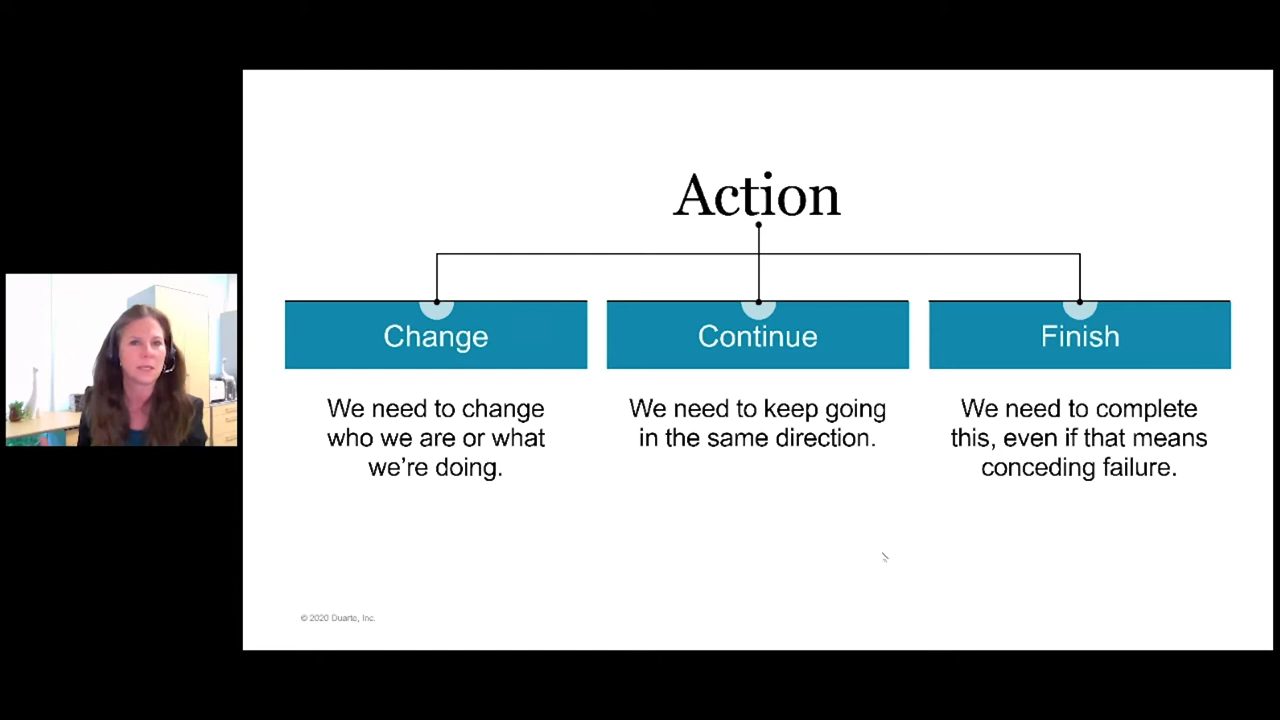 Action
Change
Continue
Finish
We need to change
who we are or what
we're doing.
We need to keep going
in the same direction.
We need to complete
this, even if that means
conceding failure.
© 2020 Duarte, Inc.